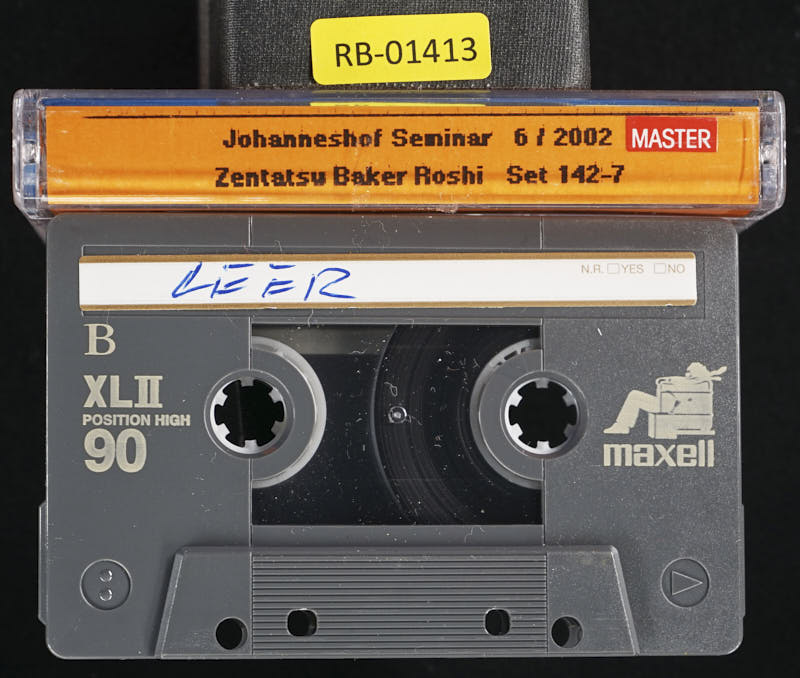 RB-01413
Johanneshof Seminar 6 / 2002 MASTER
Zentatsu Baker Roshi Set 142-7
LEER
N.R. YES NO
B
XLII
POSITION HIGH
90
maxell